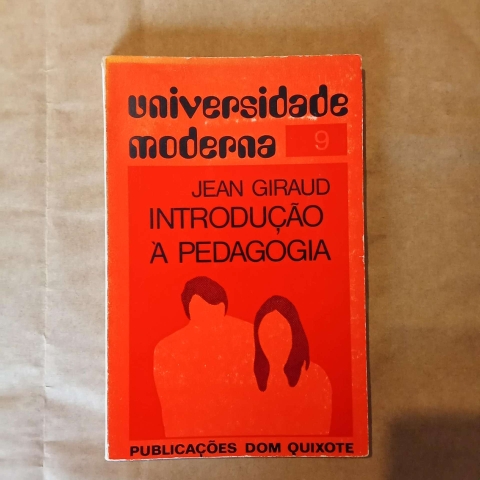 universidade
moderna 9
JEAN GIRAUD
INTRODUÇÃO
À PEDAGOGIA
PUBLICAÇÕES DOM QUIXOTE